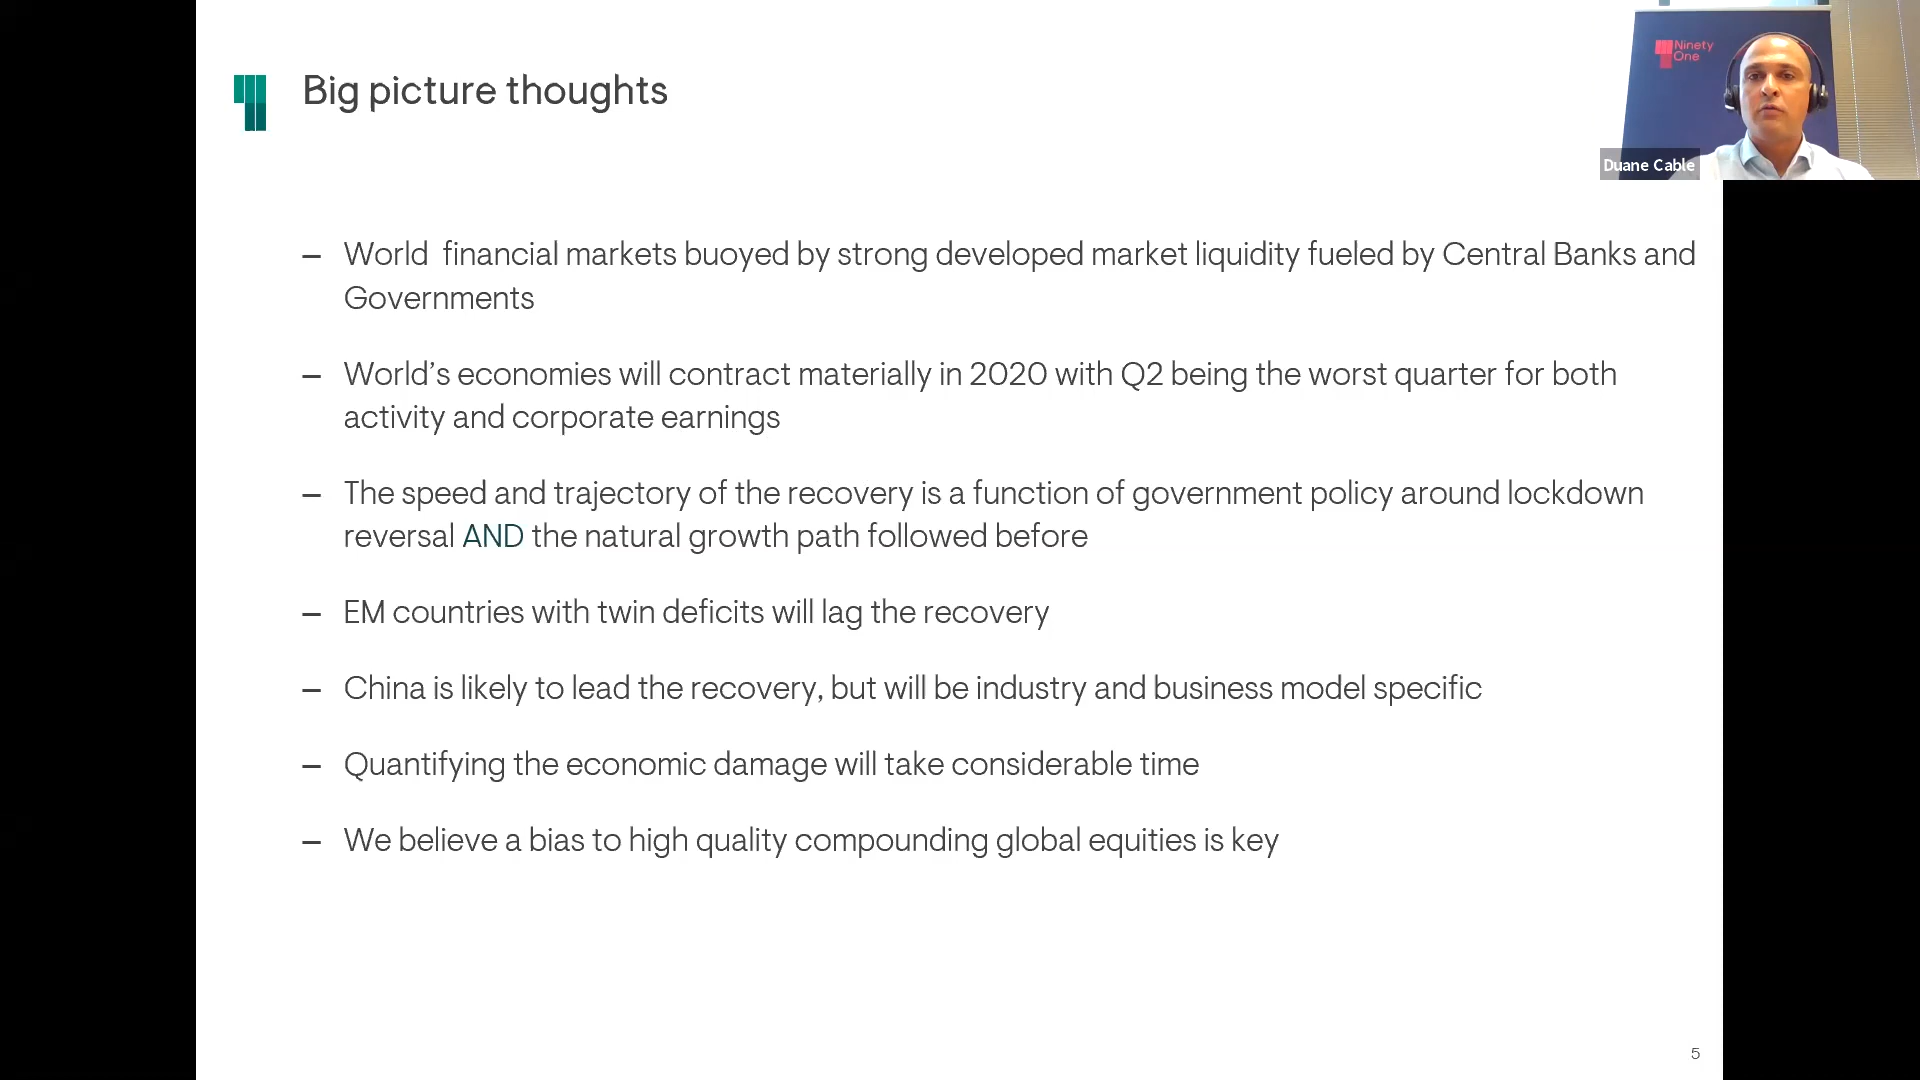 Big picture thoughts
Ninety
One
Duane Cable
– World  financial markets buoyed by strong developed market liquidity fueled by Central Banks and
Governments
– World’s economies will contract materially in 2020 with Q2 being the worst quarter for both
activity and corporate earnings
– The speed and trajectory of the recovery is a function of government policy around lockdown
reversal AND the natural growth path followed before
– EM countries with twin deficits will lag the recovery
– China is likely to lead the recovery, but will be industry and business model specific
– Quantifying the economic damage will take considerable time
– We believe a bias to high quality compounding global equities is key
5